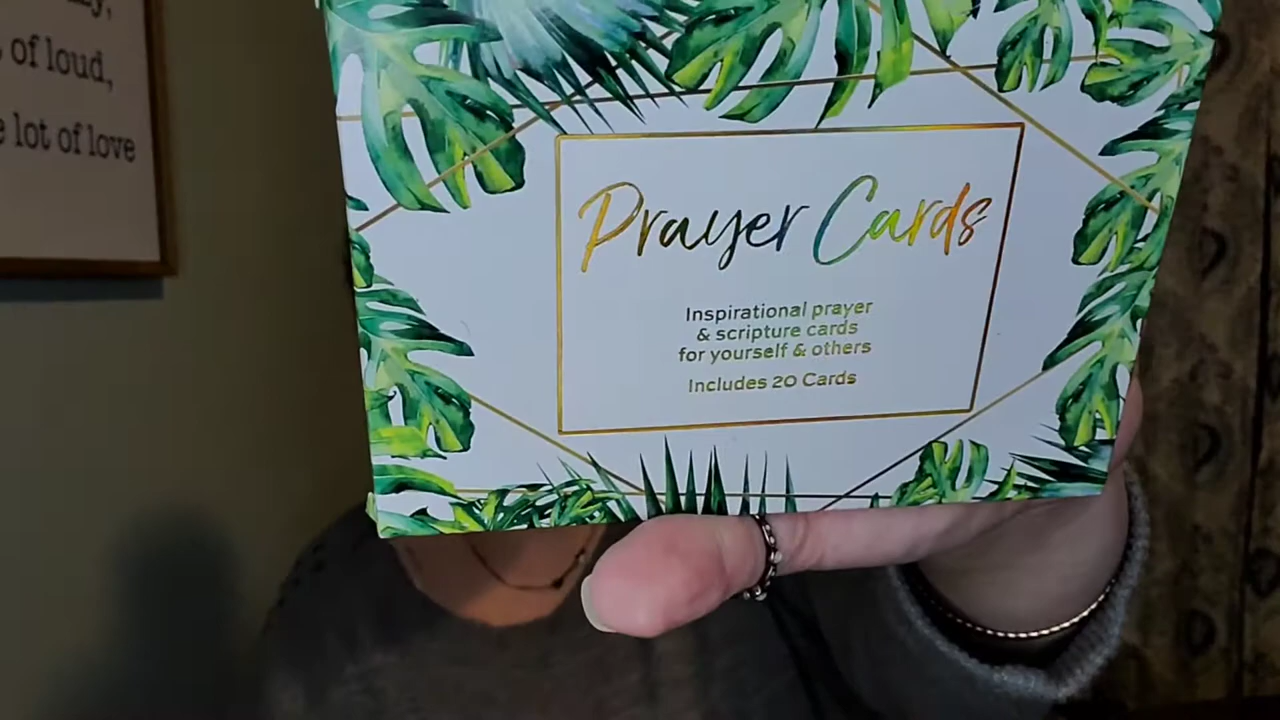 of loud,
lot of love
Prayer Cards
Inspirational prayer
& scripture cards
for yourself & others
Includes 20 Cards